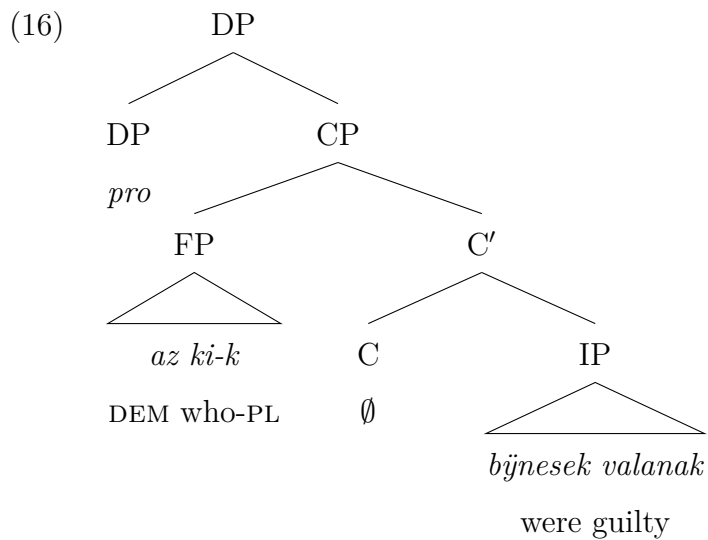 (16) DP
DP CP
pro
FP C′
az ki-k C IP
DEM who-PL ∅
bÿnesek valanak
were guilty